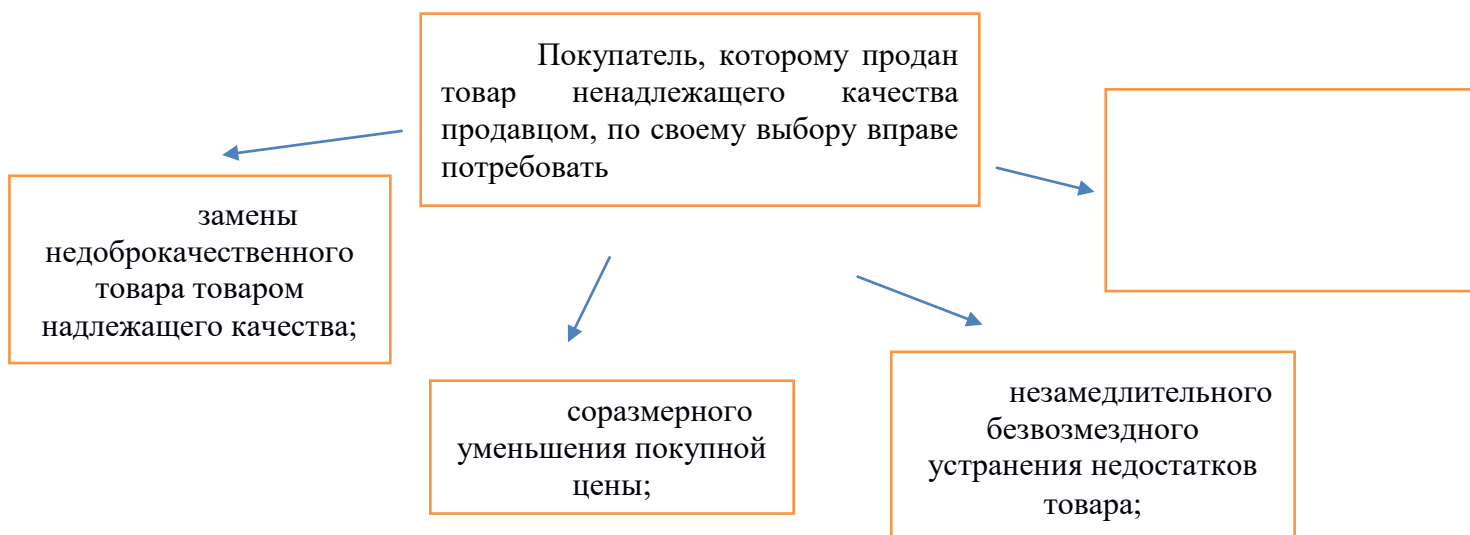 Покупатель, которому продан
товар ненадлежащего качества
продавцом, по своему выбору вправе
потребовать
замены
недоброкачественного
товара товаром
надлежащего качества;
соразмерного
уменьшения покупной
цены;
незамедлительного
безвозмездного
устранения недостатков
товара;